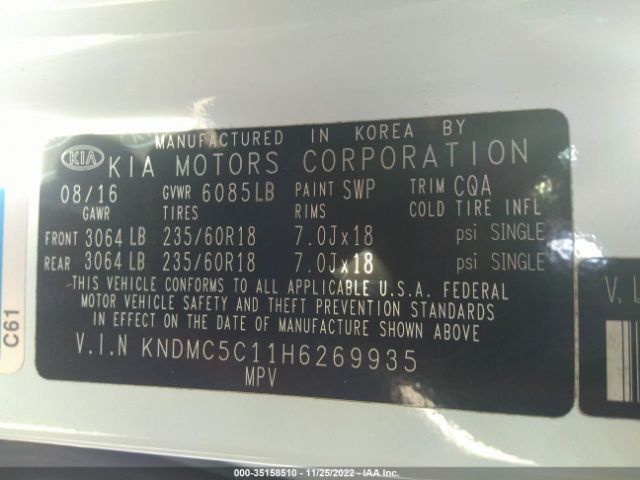 MANUFACTURED IN KOREA BY
KIA KIA MOTORS CORPORATION
08/16 GVWR 6085LB PAINT SWP TRIM CQA
GAWR TIRES RIMS COLD TIRE INFL
FRONT 3064 LB 235/60R18 7.0Jx18 psi SINGLE
REAR 3064 LB 235/60R18 7.0Jx18 psi SINGLE
THIS VEHICLE CONFORMS TO ALL APPLICABLE U.S.A. FEDERAL
MOTOR VEHICLE SAFETY AND THEFT PREVENTION STANDARDS
IN EFFECT ON THE DATE OF MANUFACTURE SHOWN ABOVE
V.I.N KNDMC5C11H6269935
MPV
C61
V. I
000-35158510 - 11/25/2022 - IAA Inc.